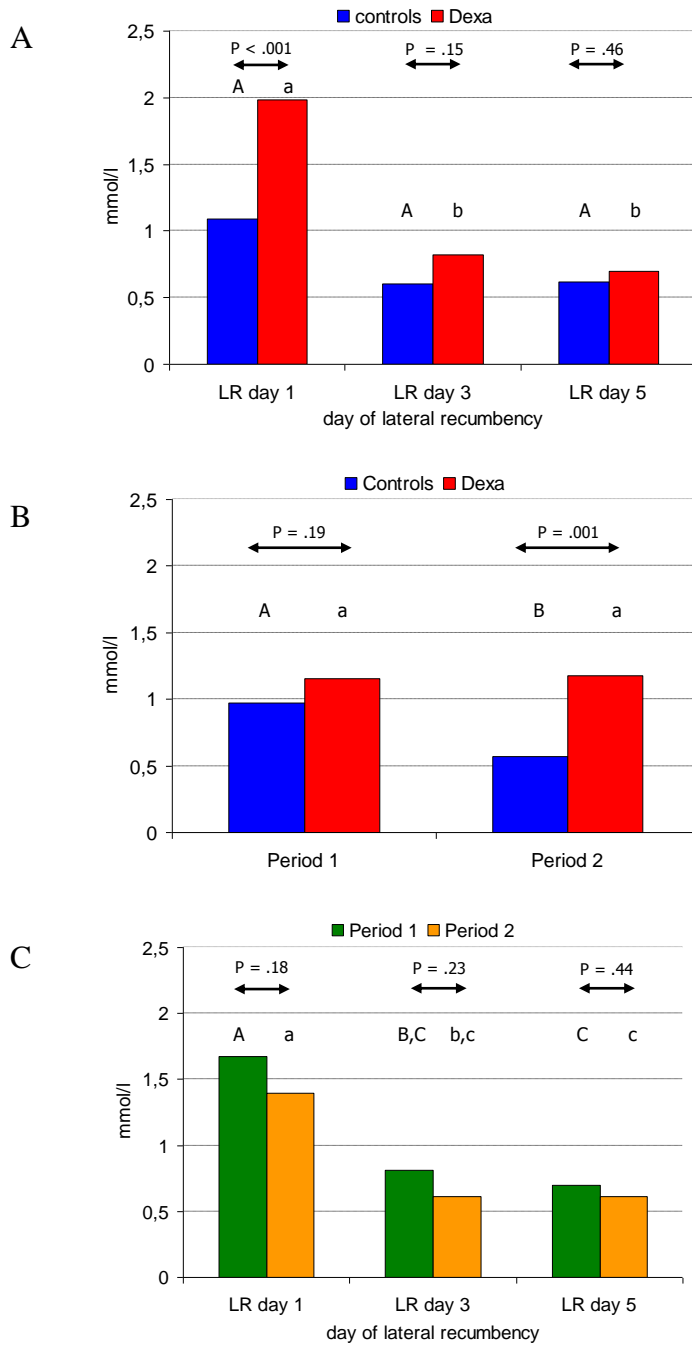 A
controls Dexa
2,5
P < .001 P = .15 P = .46
A a
2
1,5
mmol/l
A b A b
1
0,5
0
LR day 1 LR day 3 LR day 5
day of lateral recumbency
B
Controls Dexa
2,5
P = .19 P = .001
2
A a B a
1,5
mmol/l
1
0,5
0
Period 1 Period 2
C
Period 1 Period 2
2,5
P = .18 P = .23 P = .44
2
A a B,C b,c C c
1,5
mmol/l
1
0,5
0
LR day 1 LR day 3 LR day 5
day of lateral recumbency